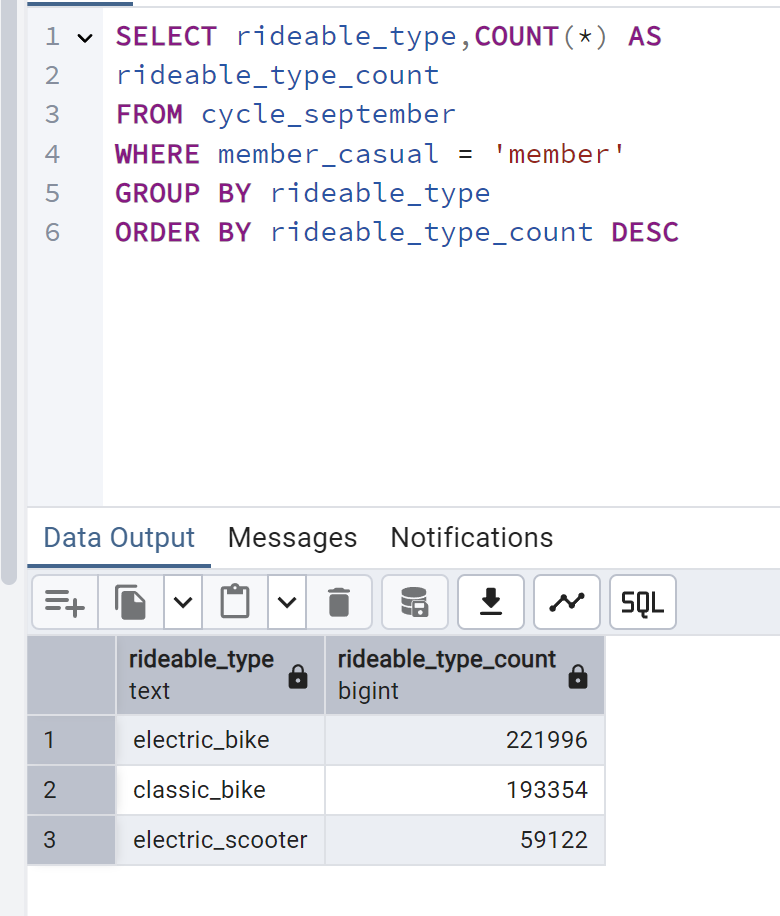 1 SELECT rideable_type,COUNT(*) AS
2 rideable_type_count
3 FROM cycle_september
4 WHERE member_casual = 'member'
5 GROUP BY rideable_type
6 ORDER BY rideable_type_count DESC
Data Output Messages Notifications
SQL
rideable_type rideable_type_count
text bigint
1 electric_bike 221996
2 classic_bike 193354
3 electric_scooter 59122